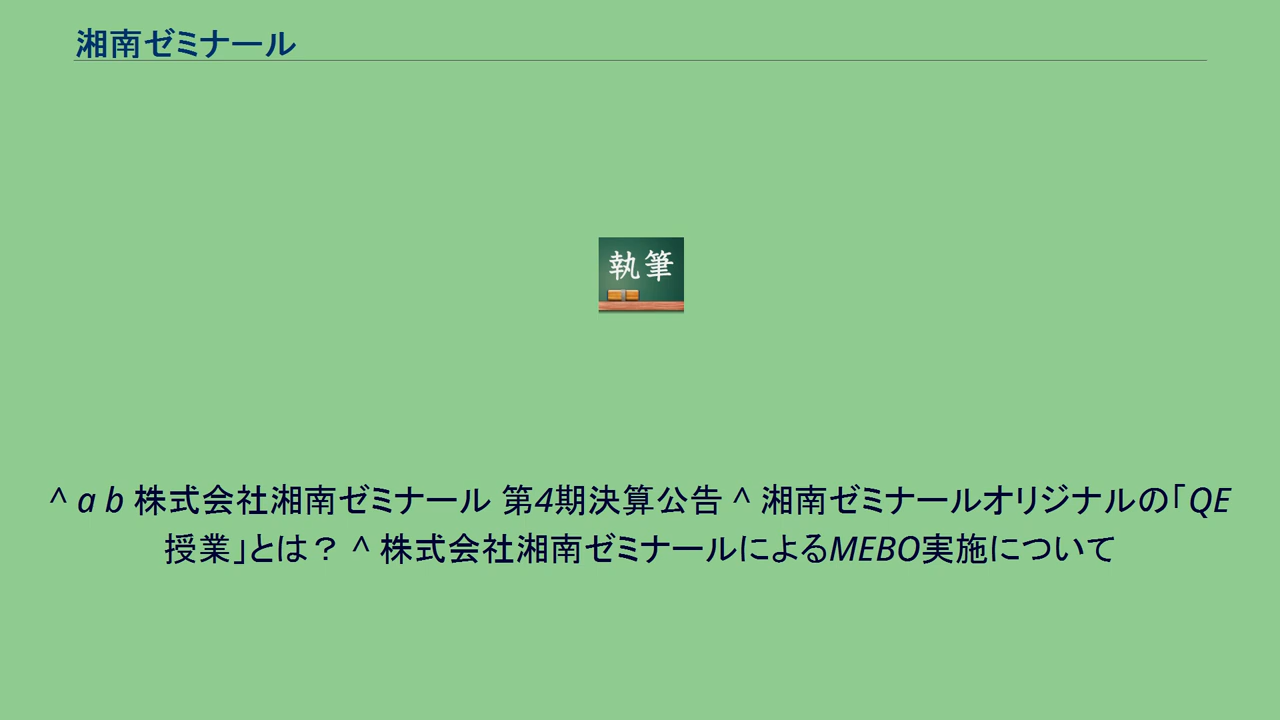 湘南ゼミナール
執筆
^ a b 株式会社湘南ゼミナール 第4期決算公告 ^ 湘南ゼミナールオリジナルの「QE
授業」とは？ ^ 株式会社湘南ゼミナールによるMEBO実施について